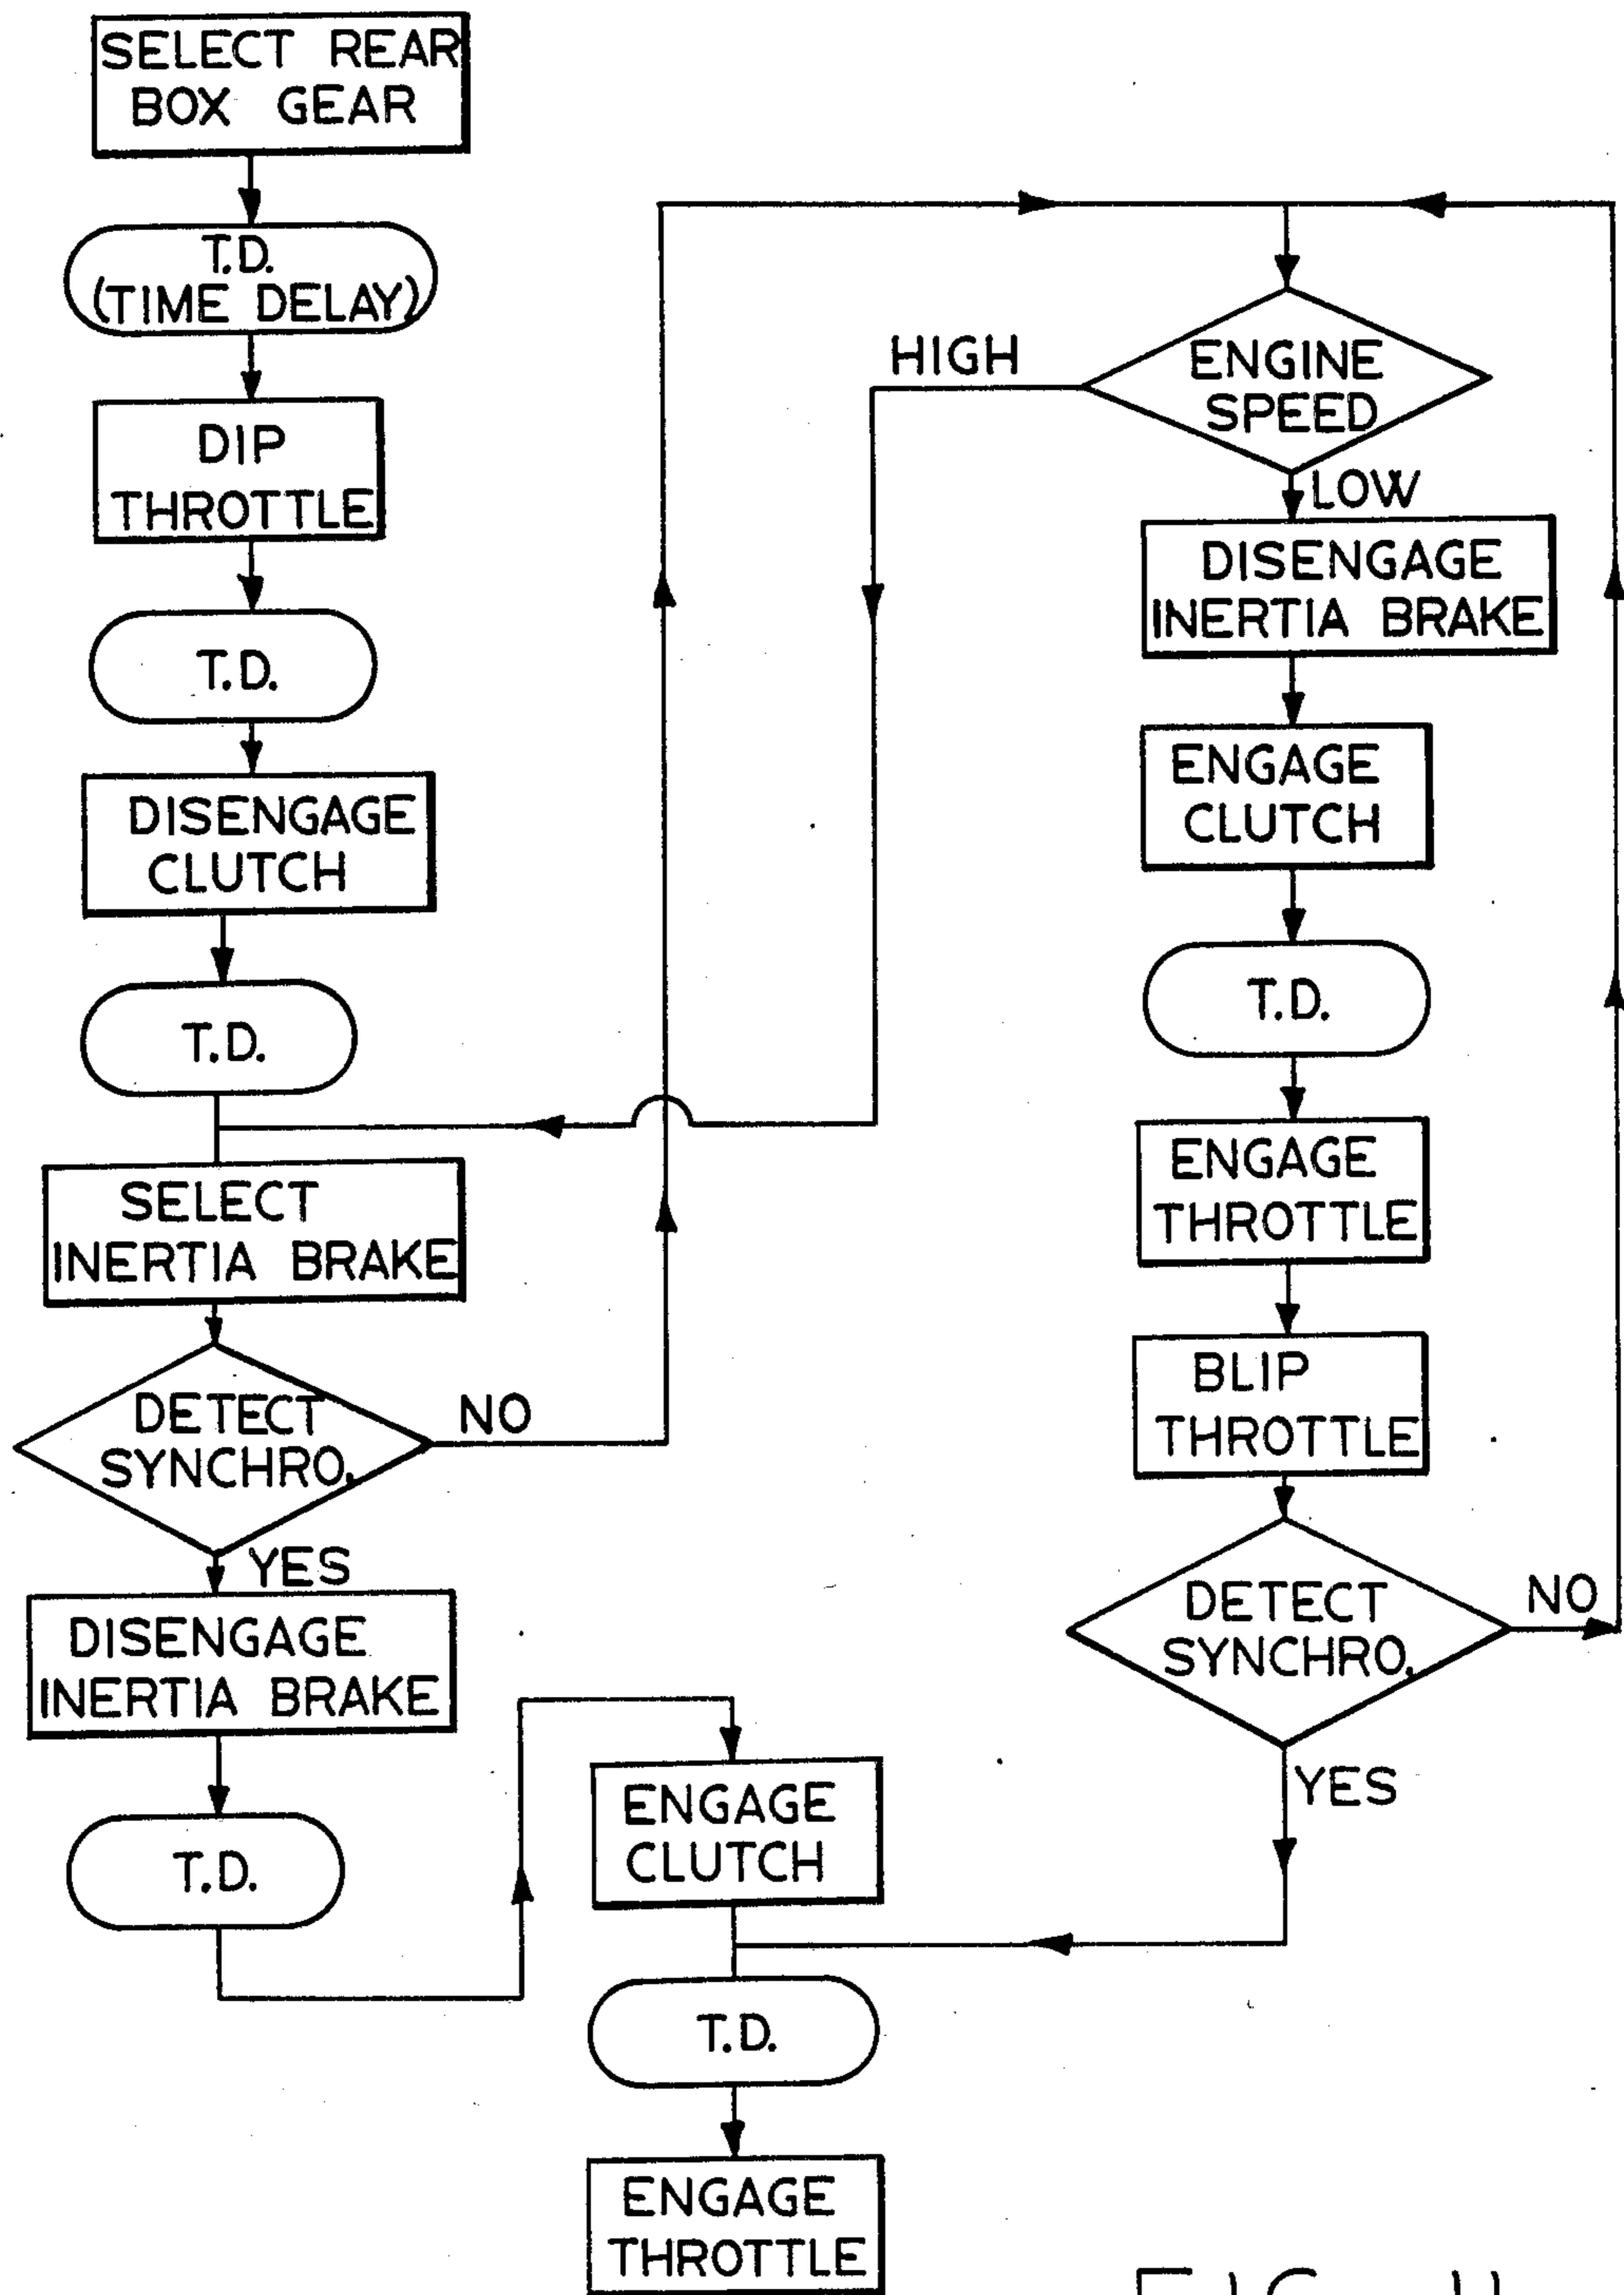 SELECT REAR
BOX GEAR
T.D.
(TIME DELAY)
DIP
THROTTLE
T.D.
DISENGAGE
CLUTCH
T.D.
SELECT
INERTIA BRAKE
DETECT
SYNCHRO.
NO
YES
DISENGAGE
INERTIA BRAKE
T.D.
ENGAGE
CLUTCH
T.D.
ENGAGE
THROTTLE
HIGH
ENGINE
SPEED
LOW
DISENGAGE
INERTIA BRAKE
ENGAGE
CLUTCH
T.D.
ENGAGE
THROTTLE
BLIP
THROTTLE
DETECT
SYNCHRO.
NO
YES